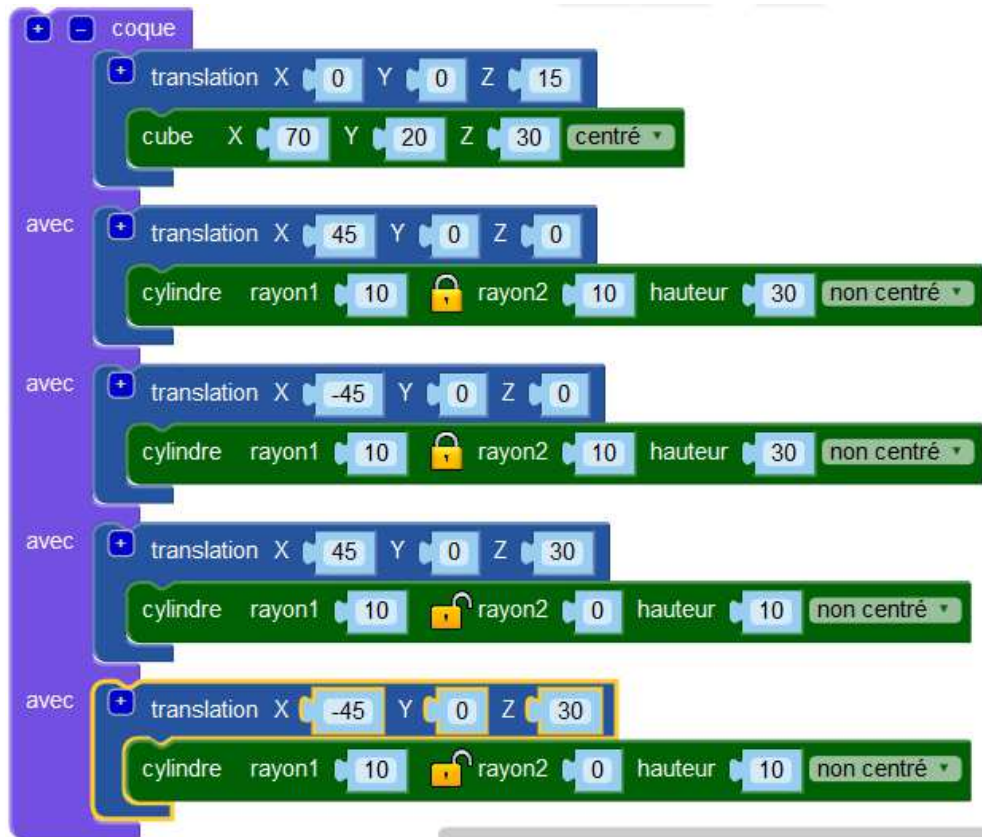 + - coque
+ translation X 0 Y 0 Z 15
cube X 70 Y 20 Z 30 centré
avec + translation X 45 Y 0 Z 0
cylindre rayon1 10 rayon2 10 hauteur 30 non centré
avec + translation X -45 Y 0 Z 0
cylindre rayon1 10 rayon2 10 hauteur 30 non centré
avec + translation X 45 Y 0 Z 30
cylindre rayon1 10 rayon2 0 hauteur 10 non centré
avec + translation X -45 Y 0 Z 30
cylindre rayon1 10 rayon2 0 hauteur 10 non centré